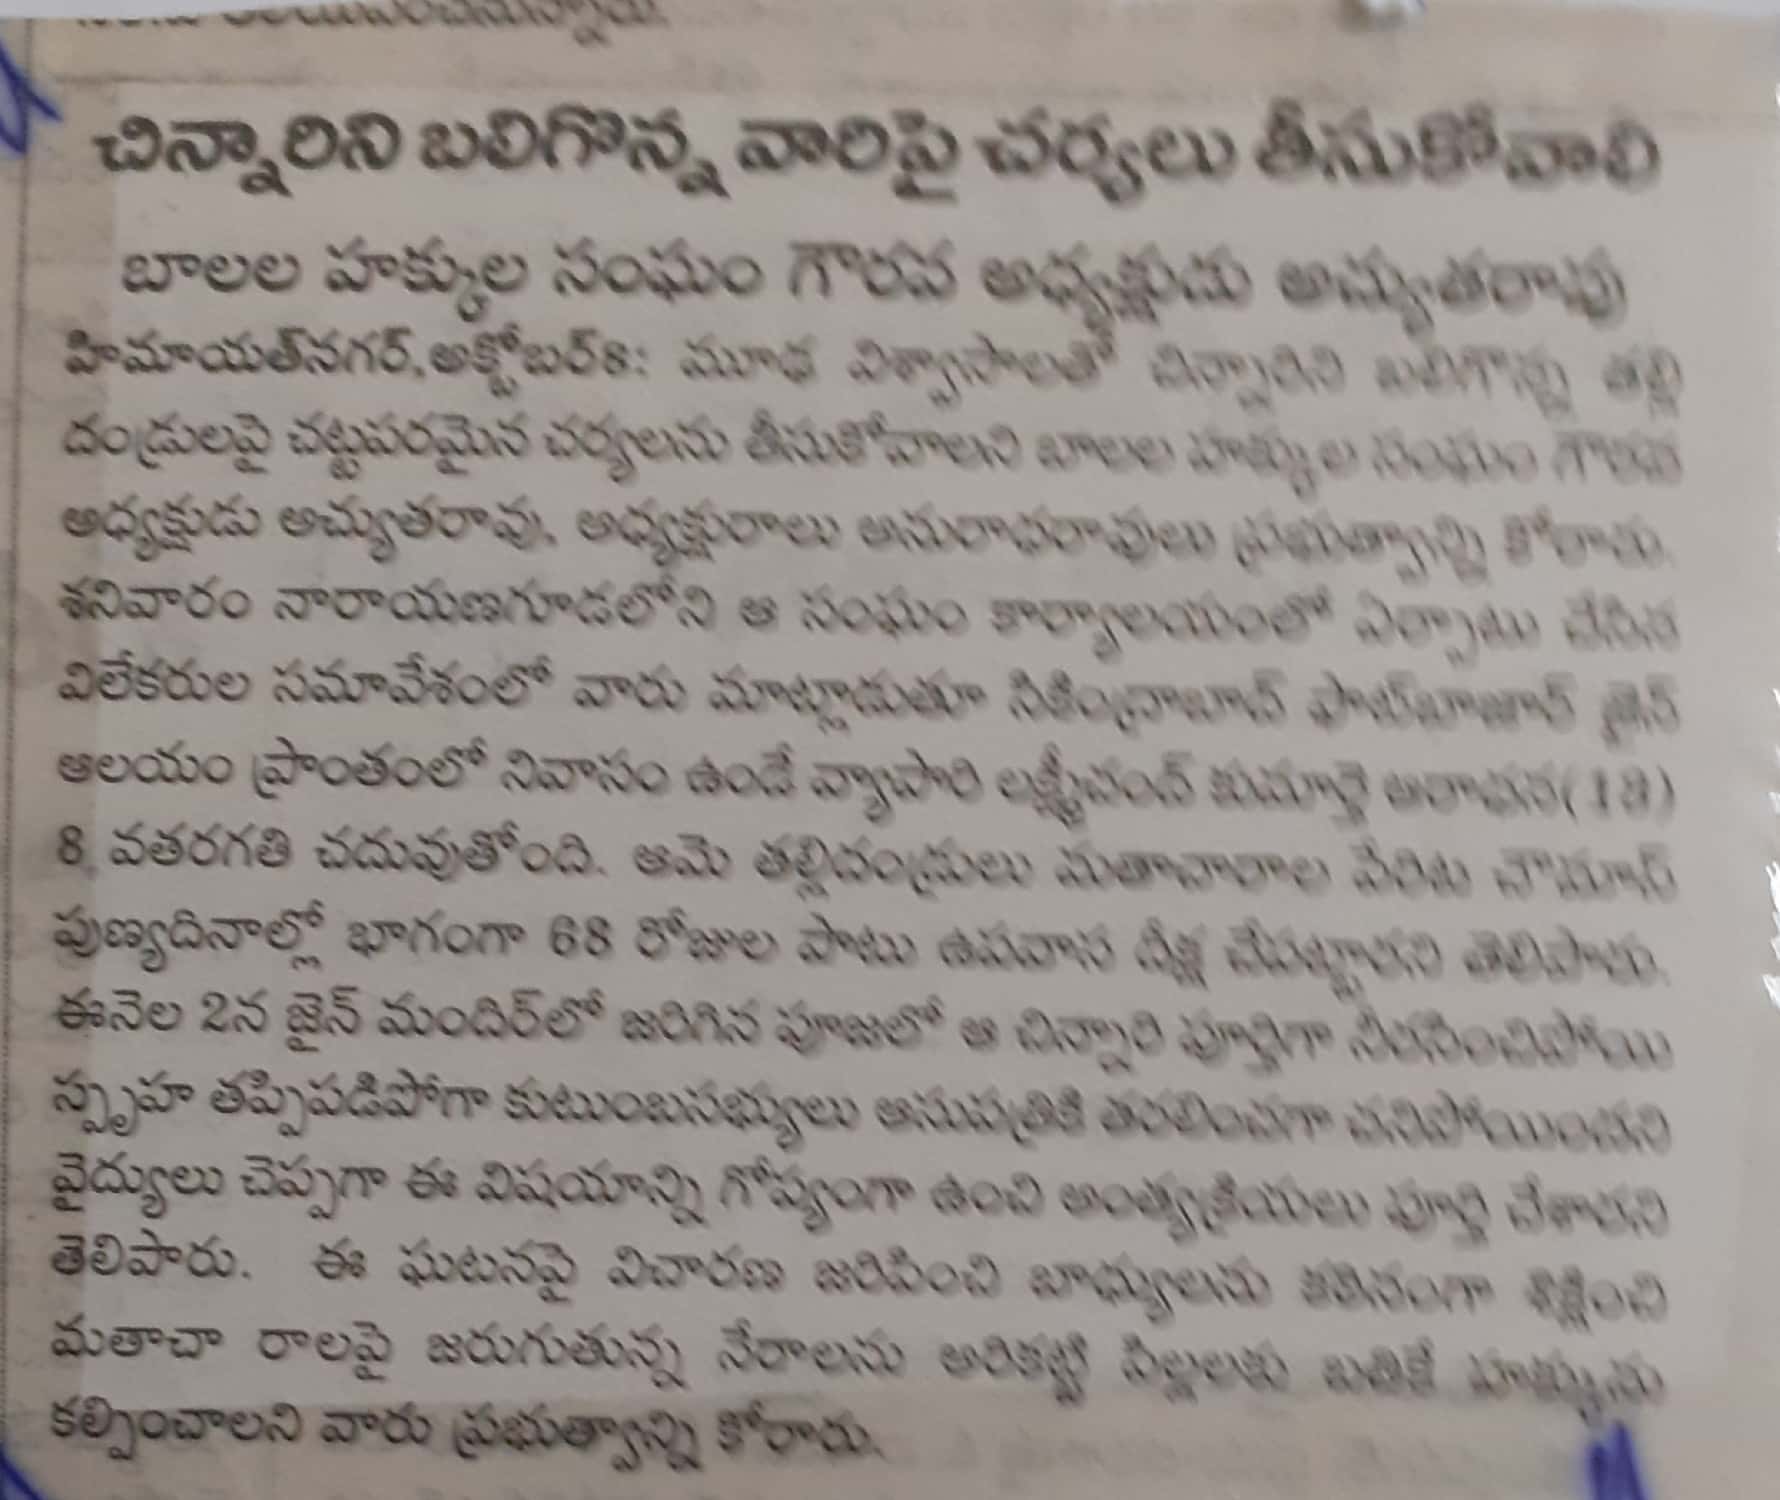 చిన్నారిని బలిగొన్న వారిపై చర్యలు తీసుకోవాలి
బాలల హక్కుల సంఘం గౌరవ అధ్యక్షుడు అచ్యుతరావు
హిమాయత్‌నగర్,అక్టోబర్8: మూఢ విశ్వాసాలతో చిన్నారిని బలిగొన్న తల్లి
దండ్రులపై చట్టపరమైన చర్యలను తీసుకోవాలని బాలల హక్కుల సంఘం గౌరవ
అధ్యక్షుడు అచ్యుతరావు, అధ్యక్షురాలు అనురాధరావులు ప్రభుత్వాన్ని కోరారు.
శనివారం నారాయణగూడలోని ఆ సంఘం కార్యాలయంలో ఏర్పాటు చేసిన
విలేకరుల సమావేశంలో వారు మాట్లాడుతూ సికింద్రాబాద్ పాట్‌బజార్ జైన్
ఆలయం ప్రాంతంలో నివాసం ఉండే వ్యాపారి లక్ష్మీచంద్ కుమార్తె ఆరాధన(13)
8 వతరగతి చదువుతోంది. ఆమె తల్లిదండ్రులు మతాచారాల పేరిట చౌమాస్
పుణ్యదినాల్లో భాగంగా 68 రోజుల పాటు ఉపవాస దీక్ష చేపట్టారని తెలిపారు.
ఈనెల 2న జైన్ మందిర్‌లో జరిగిన పూజలో ఆ చిన్నారి పూర్తిగా నీరసించిపోయి
స్పృహ తప్పిపడిపోగా కుటుంబసభ్యులు ఆసుపత్రికి తరలించగా చనిపోయిందని
వైద్యులు చెప్పగా ఈ విషయాన్ని గోప్యంగా ఉంచి అంత్యక్రియలు పూర్తి చేశారని
తెలిపారు. ఈ ఘటనపై విచారణ జరిపించి బాధ్యులను కఠినంగా శిక్షించి
మతాచా రాలపై జరుగుతున్న నేరాలను అరికట్టి పిల్లలకు బతికే హక్కును
కల్పించాలని వారు ప్రభుత్వాన్ని కోరారు.